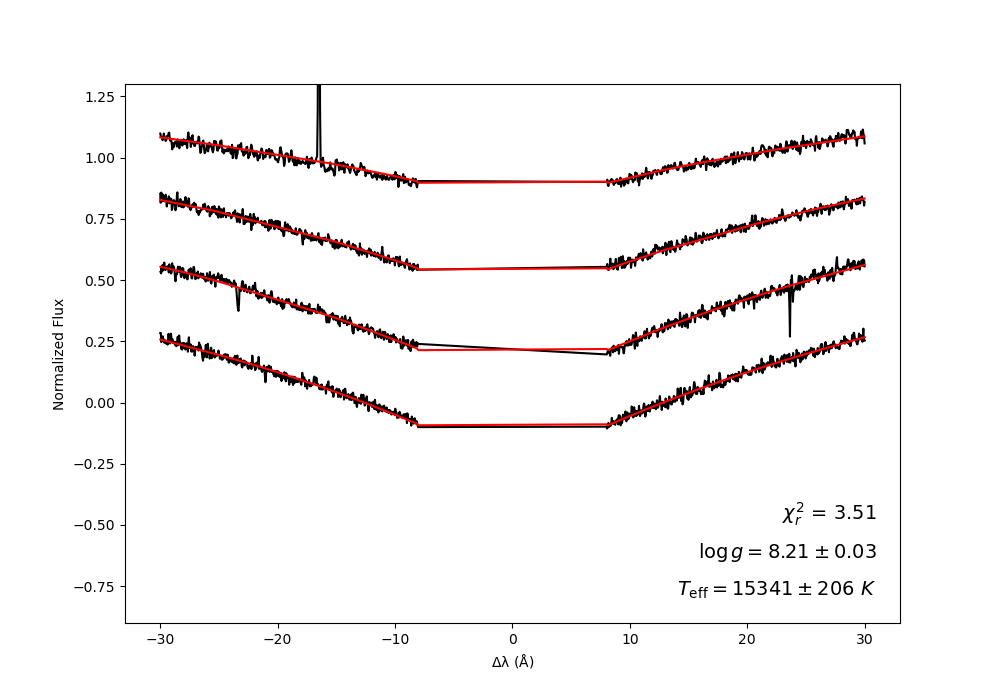 1.25
1.00
0.75
0.50
0.25
0.00
−0.25
−0.50
−0.75
Normalized Flux
χ²ᵣ = 3.51
log g = 8.21 ± 0.03
T_eff = 15341 ± 206 K
−30 −20 −10 0 10 20 30
Δλ (Å)